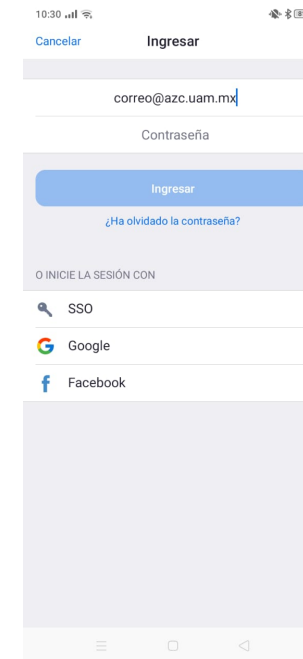 10:30
Cancelar Ingresar
correo@azc.uam.mx
Contraseña
Ingresar
¿Ha olvidado la contraseña?
O INICIE LA SESIÓN CON
SSO
Google
Facebook